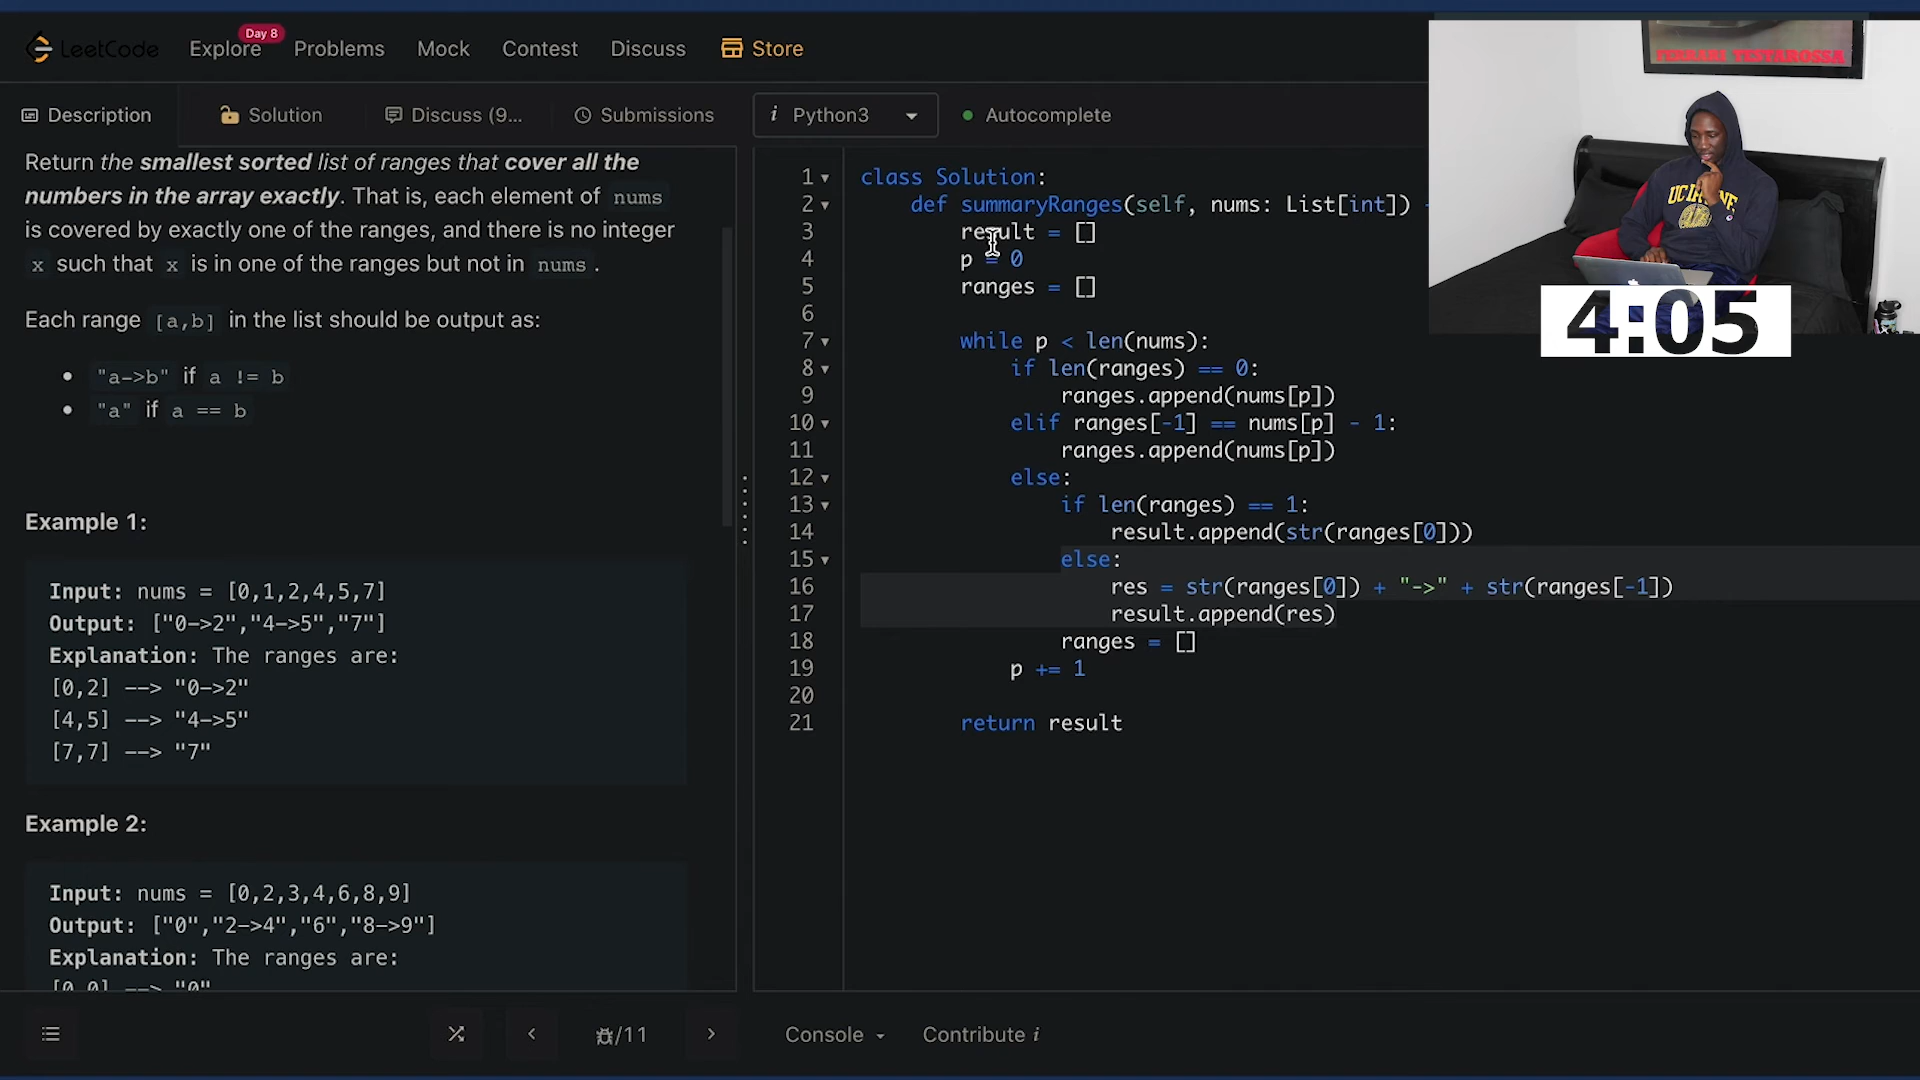 LeetCode
Explore
Day 8
Problems
Mock
Contest
Discuss
Store
Description
Solution
Discuss (9...
Submissions
i Python3
Autocomplete
Return the smallest sorted list of ranges that cover all the
numbers in the array exactly. That is, each element of nums
is covered by exactly one of the ranges, and there is no integer
x such that x is in one of the ranges but not in nums .
Each range [a,b] in the list should be output as:
• "a->b" if a != b
• "a" if a == b
Example 1:
Input: nums = [0,1,2,4,5,7]
Output: ["0->2","4->5","7"]
Explanation: The ranges are:
[0,2] --> "0->2"
[4,5] --> "4->5"
[7,7] --> "7"
Example 2:
Input: nums = [0,2,3,4,6,8,9]
Output: ["0","2->4","6","8->9"]
Explanation: The ranges are:
[0,0] --> "0"
1 class Solution:
2 def summaryRanges(self, nums: List[int]) -
3 result = []
4 p = 0
5 ranges = []
6
7 while p < len(nums):
8 if len(ranges) == 0:
9 ranges.append(nums[p])
10 elif ranges[-1] == nums[p] - 1:
11 ranges.append(nums[p])
12 else:
13 if len(ranges) == 1:
14 result.append(str(ranges[0]))
15 else:
16 res = str(ranges[0]) + "->" + str(ranges[-1])
17 result.append(res)
18 ranges = []
19 p += 1
20
21 return result
FERRARI TESTAROSSA
4:05
/11
Console
Contribute i